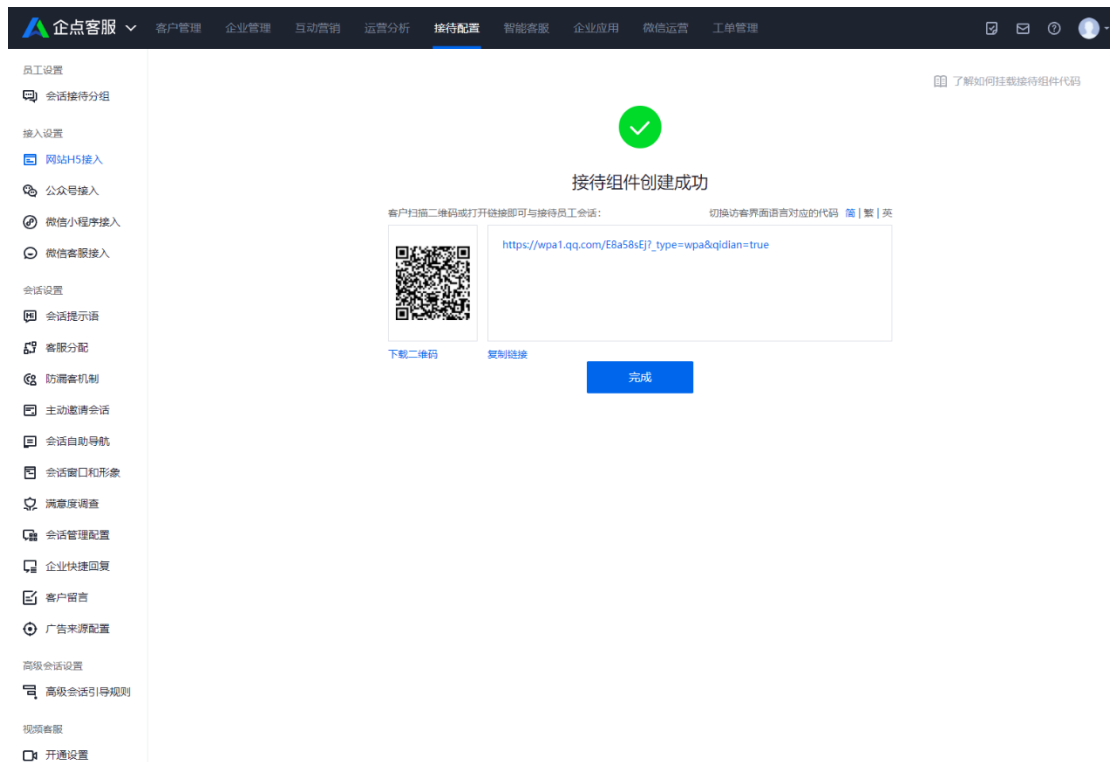 企点客服 客户管理 企业管理 互动营销 运营分析 接待配置 智能客服 企业应用 微信运营 工单管理
员工设置
会话接待分组
接入设置
网站H5接入
公众号接入
微信小程序接入
微信客服接入
会话设置
会话提示语
客服分配
防漏客机制
主动邀请会话
会话自助导航
会话窗口和形象
满意度调查
会话管理配置
企业快捷回复
客户留言
广告来源配置
高级会话设置
高级会话引导规则
视频客服
开通设置
了解如何挂载接待组件代码
接待组件创建成功
客户扫描二维码或打开链接即可与接待员工会话: 切换访客界面语言对应的代码 简 | 繁 | 英
https://wpa1.qq.com/E8a58sEj?_type=wpa&qidian=true
下载二维码 复制链接
完成